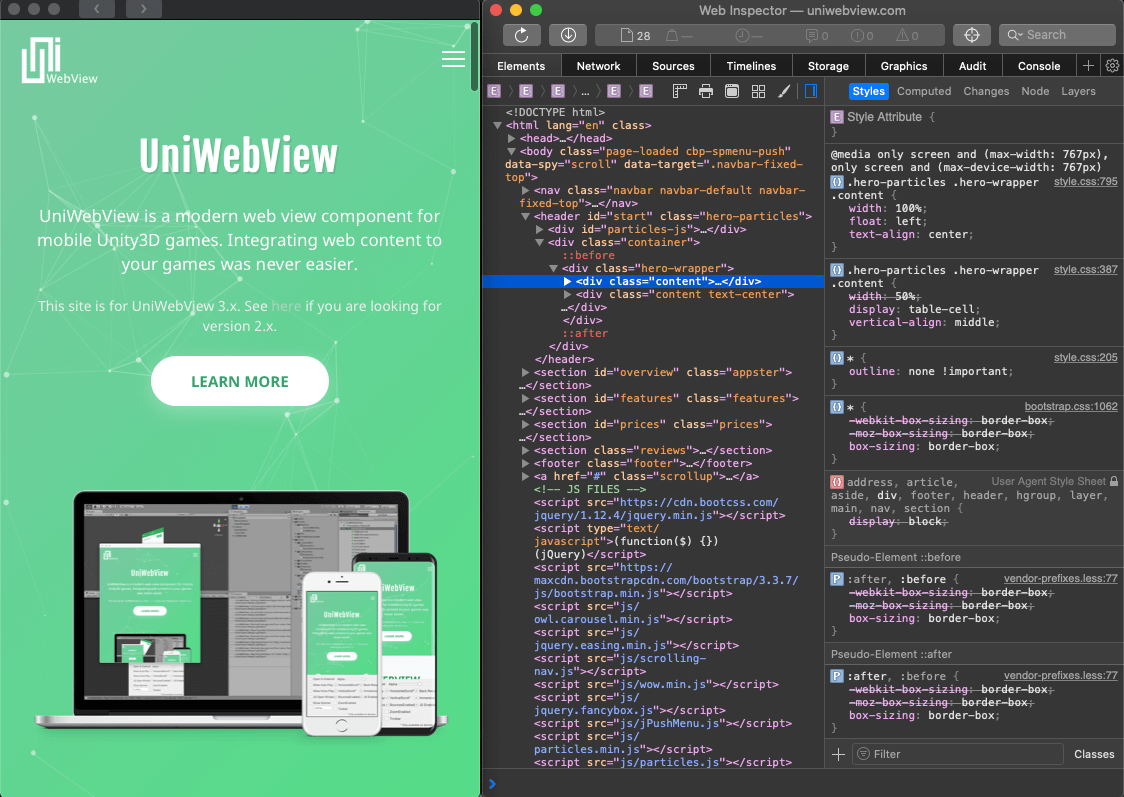 Uni
WebView
UniWebView
UniWebView is a modern web view component for
mobile Unity3D games. Integrating web content to
your games was never easier.
This site is for UniWebView 3.x. See here if you are looking for
version 2.x.
LEARN MORE
UniWebView
LEARN MORE
UniWebView
LEARN MORE
Web Inspector — uniwebview.com
28 — — 0 0 0 Search
Elements Network Sources Timelines Storage Graphics Audit Console
E E E ... E E
Styles Computed Changes Node Layers
<!DOCTYPE html>
<html lang="en" class>
<head>…</head>
<body class="page-loaded cbp-spmenu-push"
data-spy="scroll" data-target=".navbar-fixed-
top">
<nav class="navbar navbar-default navbar-
fixed-top">…</nav>
<header id="start" class="hero-particles">
<div id="particles-js">…</div>
<div class="container">
::before
<div class="hero-wrapper">
<div class="content">…</div>
<div class="content text-center">
…</div>
</div>
::after
</div>
</header>
<section id="overview" class="appster">
…</section>
<section id="features" class="features">
…</section>
<section id="prices" class="prices">
…</section>
<section class="reviews">…</section>
<footer class="footer">…</footer>
<a href="#" class="scrollup">…</a>
<!-- JS FILES -->
<script src="https://cdn.bootcss.com/
jquery/1.12.4/jquery.min.js"></script>
<script type="text/
javascript">(function($) {})
(jQuery)</script>
<script src="https://
maxcdn.bootstrapcdn.com/bootstrap/3.3.7/
js/bootstrap.min.js"></script>
<script src="js/
owl.carousel.min.js"></script>
<script src="js/
jquery.easing.min.js"></script>
<script src="js/scrolling-
nav.js"></script>
<script src="js/wow.min.js"></script>
<script src="js/
jquery.fancybox.js"></script>
<script src="js/jPushMenu.js"></script>
<script src="js/
particles.min.js"></script>
<script src="js/particles.js"></script>
E Style Attribute {
}
@media only screen and (max-width: 767px),
only screen and (max-device-width: 767px)
{} .hero-particles .hero-wrapper style.css:795
.content {
width: 100%;
float: left;
text-align: center;
}
{} .hero-particles .hero-wrapper style.css:387
.content {
width: 50%;
display: table-cell;
vertical-align: middle;
}
{} * { style.css:205
outline: none !important;
}
{} * { bootstrap.css:1062
-webkit-box-sizing: border-box;
-moz-box-sizing: border-box;
box-sizing: border-box;
}
{} address, article, User Agent Style Sheet
aside, div, footer, header, hgroup, layer,
main, nav, section {
display: block;
}
Pseudo-Element ::before
P :after, :before { vendor-prefixes.less:77
-webkit-box-sizing: border-box;
-moz-box-sizing: border-box;
box-sizing: border-box;
}
Pseudo-Element ::after
P :after, :before { vendor-prefixes.less:77
-webkit-box-sizing: border-box;
-moz-box-sizing: border-box;
box-sizing: border-box;
}
Filter Classes